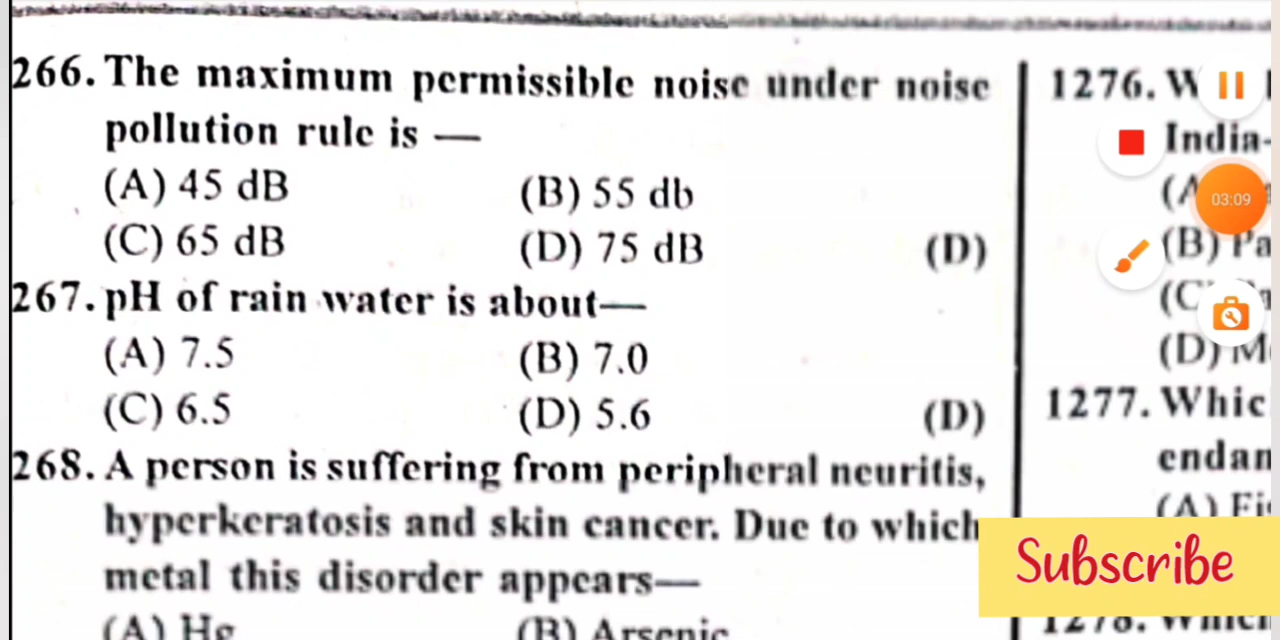 266. The maximum permissible noise under noise
pollution rule is —
(A) 45 dB (B) 55 db
(C) 65 dB (D) 75 dB (D)
267. pH of rain water is about—
(A) 7.5 (B) 7.0
(C) 6.5 (D) 5.6 (D)
268. A person is suffering from peripheral neuritis,
hyperkeratosis and skin cancer. Due to which
metal this disorder appears—
(A) Hg (B) Arsenic
1276. W
India-
(A
(B) Pa
(C
(D) M
1277. Whic
endan
(A) Fi
03:09
Subscribe